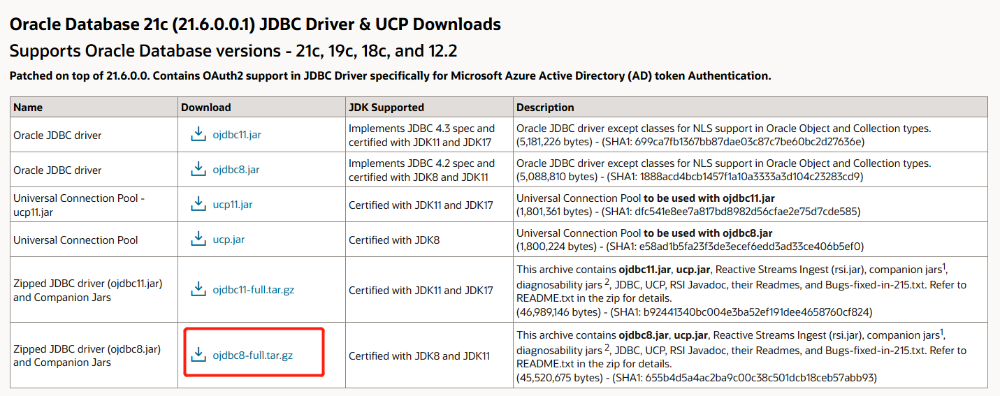 Oracle Database 21c (21.6.0.0.1) JDBC Driver & UCP Downloads
Supports Oracle Database versions - 21c, 19c, 18c, and 12.2
Patched on top of 21.6.0.0. Contains OAuth2 support in JDBC Driver specifically for Microsoft Azure Active Directory (AD) token Authentication.
Name Download JDK Supported Description
Oracle JDBC driver
ojdbc11.jar
Implements JDBC 4.3 spec and
certified with JDK11 and JDK17
Oracle JDBC driver except classes for NLS support in Oracle Object and Collection types.
(5,181,226 bytes) - (SHA1: 699ca7fb1367bb87dae03c87c7be60bc2d27636e)
Oracle JDBC driver
ojdbc8.jar
Implements JDBC 4.2 spec and
certified with JDK8 and JDK11
Oracle JDBC driver except classes for NLS support in Oracle Object and Collection types.
(5,088,810 bytes) - (SHA1: 1888acd4bcb1457f1a10a3333a3d104c23283cd9)
Universal Connection Pool -
ucp11.jar
ucp11.jar
Certified with JDK11 and JDK17
Universal Connection Pool to be used with ojdbc11.jar
(1,801,361 bytes) - (SHA1: dfc541e8ee7a817bd8982d56cfae2e75d7cde585)
Universal Connection Pool
ucp.jar
Certified with JDK8
Universal Connection Pool to be used with ojdbc8.jar
(1,800,224 bytes) - (SHA1: e58ad1b5fa23f3de3ecef6edd3ad33ce406b5ef0)
Zipped JDBC driver (ojdbc11.jar)
and Companion Jars
ojdbc11-full.tar.gz
Certified with JDK11 and JDK17
This archive contains ojdbc11.jar, ucp.jar, Reactive Streams Ingest (rsi.jar), companion jars1,
diagnosability jars 2, JDBC, UCP, RSI Javadoc, their Readmes, and Bugs-fixed-in-215.txt. Refer to
README.txt in the zip for details.
(46,989,146 bytes) - (SHA1: b92441340bc004e3ba52ef191dee4658760cf824)
Zipped JDBC driver (ojdbc8.jar)
and Companion Jars
ojdbc8-full.tar.gz
Certified with JDK8 and JDK11
This archive contains ojdbc8.jar, ucp.jar, Reactive Streams Ingest (rsi.jar), companion jars1,
diagnosability jars 2, JDBC, UCP, RSI Javadoc, their Readmes, and Bugs-fixed-in-215.txt. Refer to
README.txt in the zip for details.
(45,520,675 bytes) - (SHA1: 655b4d5a4ac2ba9c00c38c501dcb18ceb57abb93)